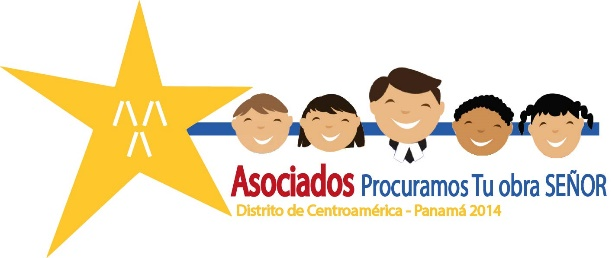 Asociados Procuramos Tu obra SEÑOR
Distrito de Centroamérica - Panamá 2014